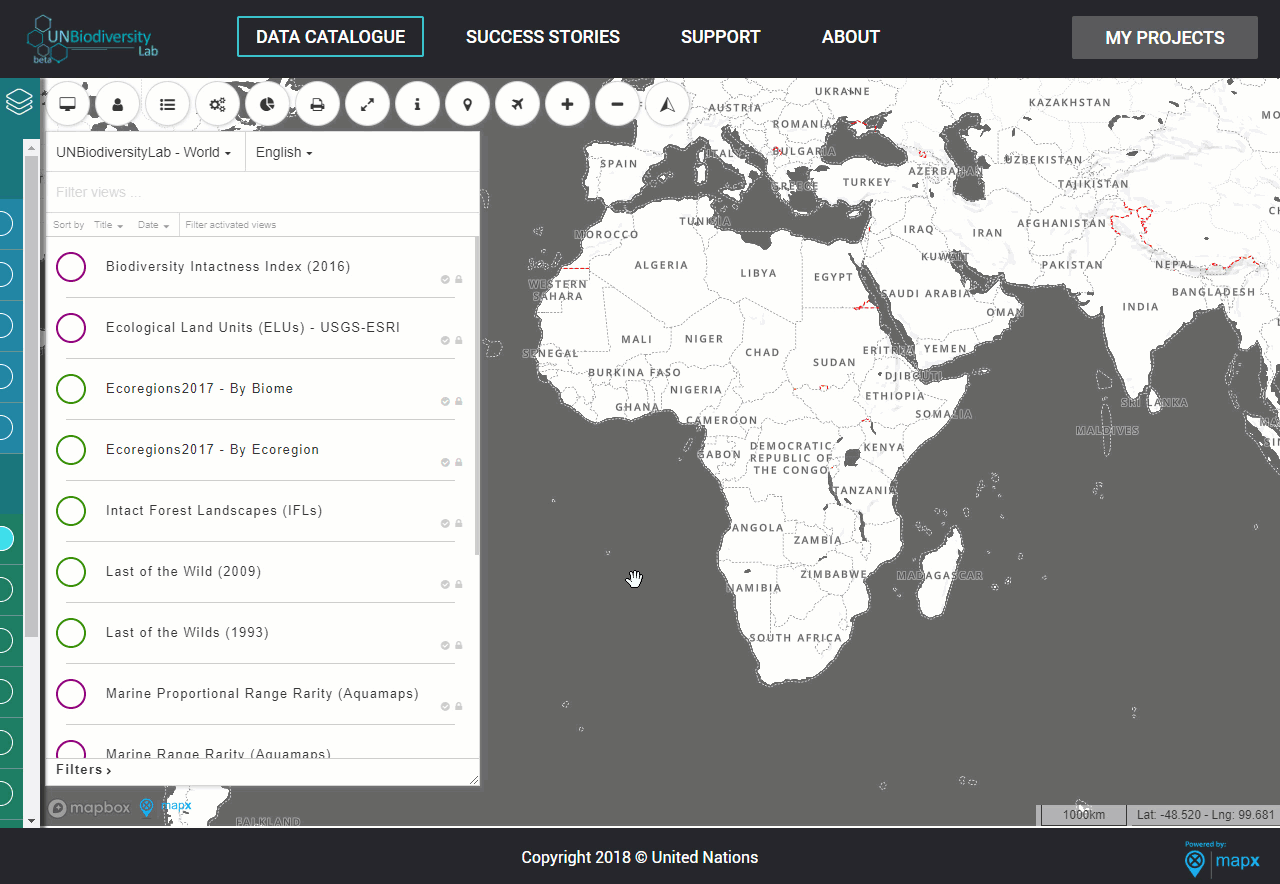 UNBiodiversity
Lab
beta
DATA CATALOGUE
SUCCESS STORIES
SUPPORT
ABOUT
MY PROJECTS
UNBiodiversityLab - World
English
Filter views ...
Sort by Title Date Filter activated views
Biodiversity Intactness Index (2016)
Ecological Land Units (ELUs) - USGS-ESRI
Ecoregions2017 - By Biome
Ecoregions2017 - By Ecoregion
Intact Forest Landscapes (IFLs)
Last of the Wild (2009)
Last of the Wilds (1993)
Marine Proportional Range Rarity (Aquamaps)
Marine Range Rarity (Aquamaps)
Filters
mapbox
mapx
UKRAINE
KAZAKHSTAN
AUSTRIA
ROMANIA
MO
ITALY
BULGARIA
SPAIN
UZBEKISTAN
GREECE
TURKEY
AZERBAIJAN
TAJIKISTAN
TUNISIA
AFGHANISTAN
CH
MOROCCO
IRAQ
IRAN
ALGERIA
LIBYA
EGYPT
KUWAIT
PAKISTAN
NEPAL
WESTERN
SAHARA
SAUDI ARABIA
BANGLADESH
OMAN
INDIA
MALI
NIGER
SENEGAL
CHAD
SUDAN
ERITREA
YEMEN
BURKINA FASO
DJIBOUTI
NIGERIA
ETHIOPIA
GHANA
SOMALIA
SRI LANKA
CAMEROON
MALDIVES
GABON
DEMOCRATIC
REPUBLIC OF
THE CONGO
KENYA
TANZANIA
ANGOLA
ZAMBIA
ZIMBABWE
MADAGASCAR
NAMIBIA
SOUTH AFRICA
FALKLAND
1000km
Lat: -48.520 - Lng: 99.681
Copyright 2018 © United Nations
Powered by:
mapx